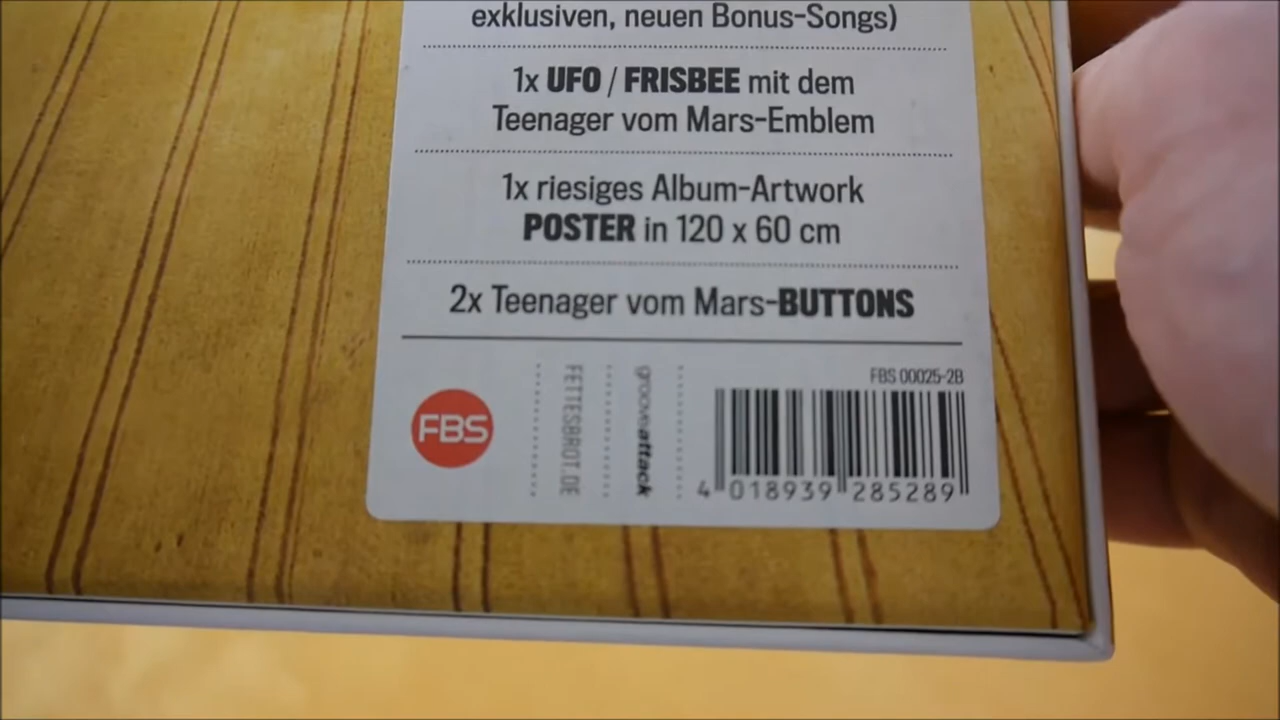 exklusiven, neuen Bonus-Songs)
1x UFO / FRISBEE mit dem
Teenager vom Mars-Emblem
1x riesiges Album-Artwork
POSTER in 120 x 60 cm
2x Teenager vom Mars-BUTTONS
FBS
FETTESBROT.DE
grooveattack
FBS 00025-2B
4 018939 285289